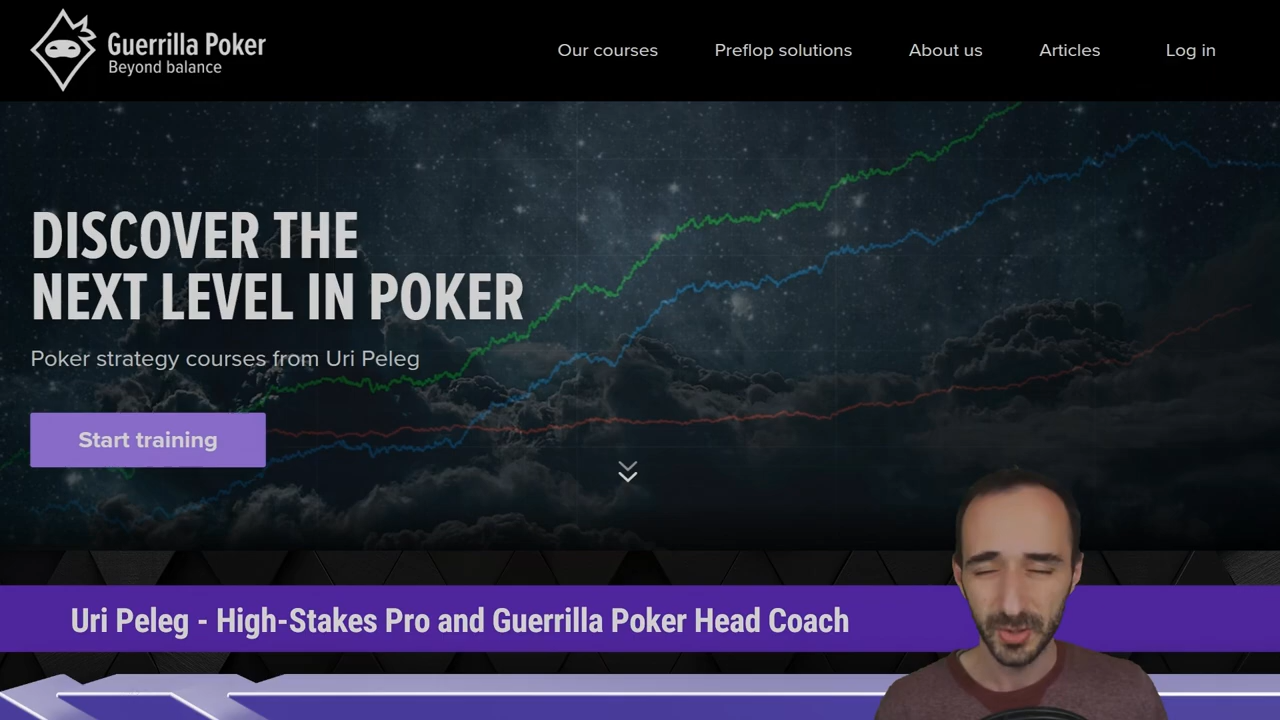 Guerrilla Poker
Beyond balance
Our courses
Preflop solutions
About us
Articles
Log in
DISCOVER THE
NEXT LEVEL IN POKER
Poker strategy courses from Uri Peleg
Start training
Uri Peleg - High-Stakes Pro and Guerrilla Poker Head Coach